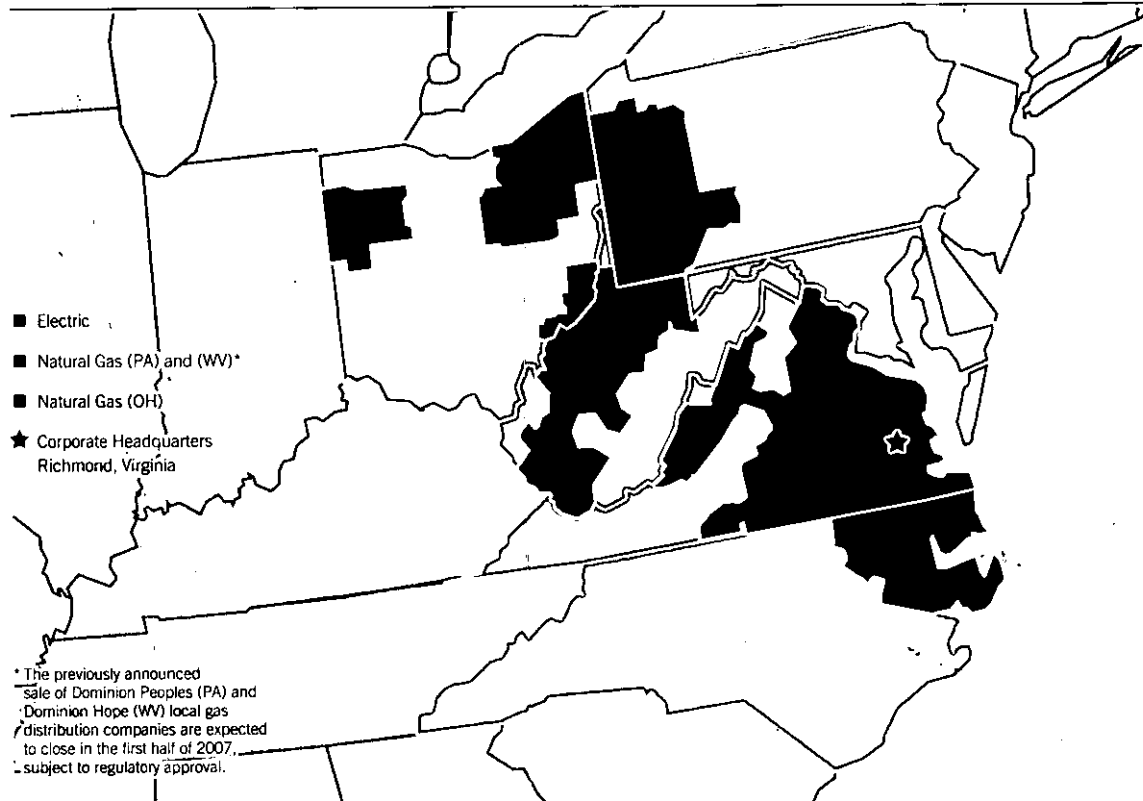 ■ Electric
■ Natural Gas (PA) and (WV)*
■ Natural Gas (OH)
★ Corporate Headquarters
Richmond, Virginia
* The previously announced
sale of Dominion Peoples (PA) and
Dominion Hope (WV) local gas
distribution companies are expected
to close in the first half of 2007,
subject to regulatory approval.